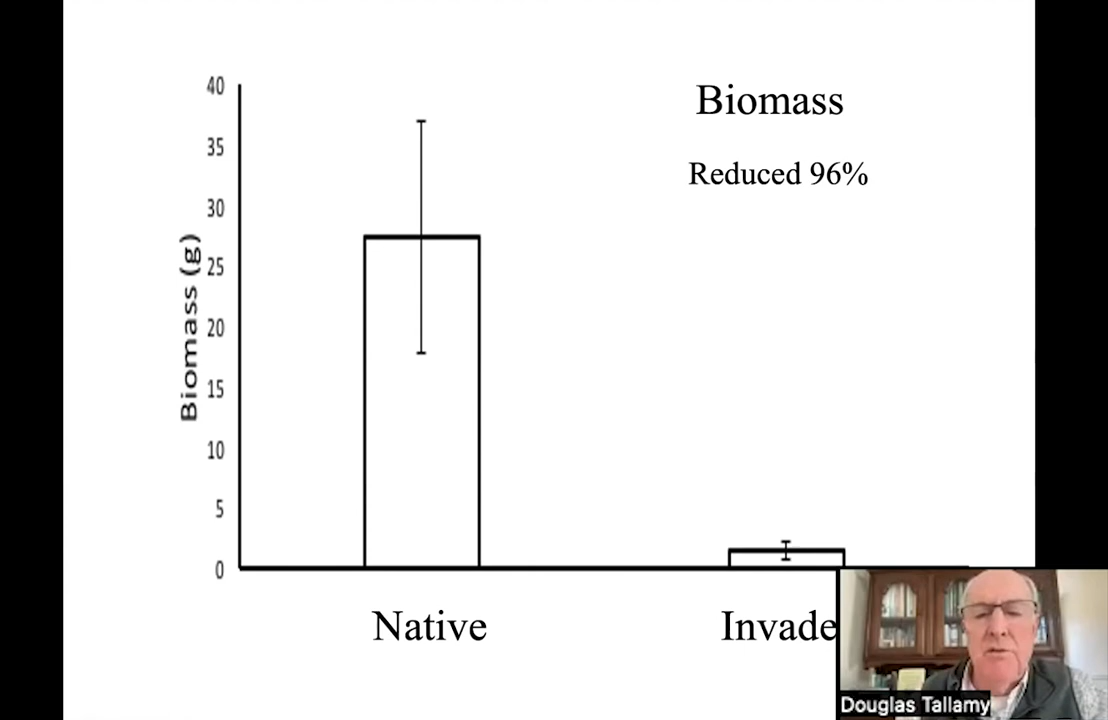 Biomass
Reduced 96%
40
35
30
25
20
15
10
5
0
Biomass (g)
Native
Invade
Douglas Tallamy